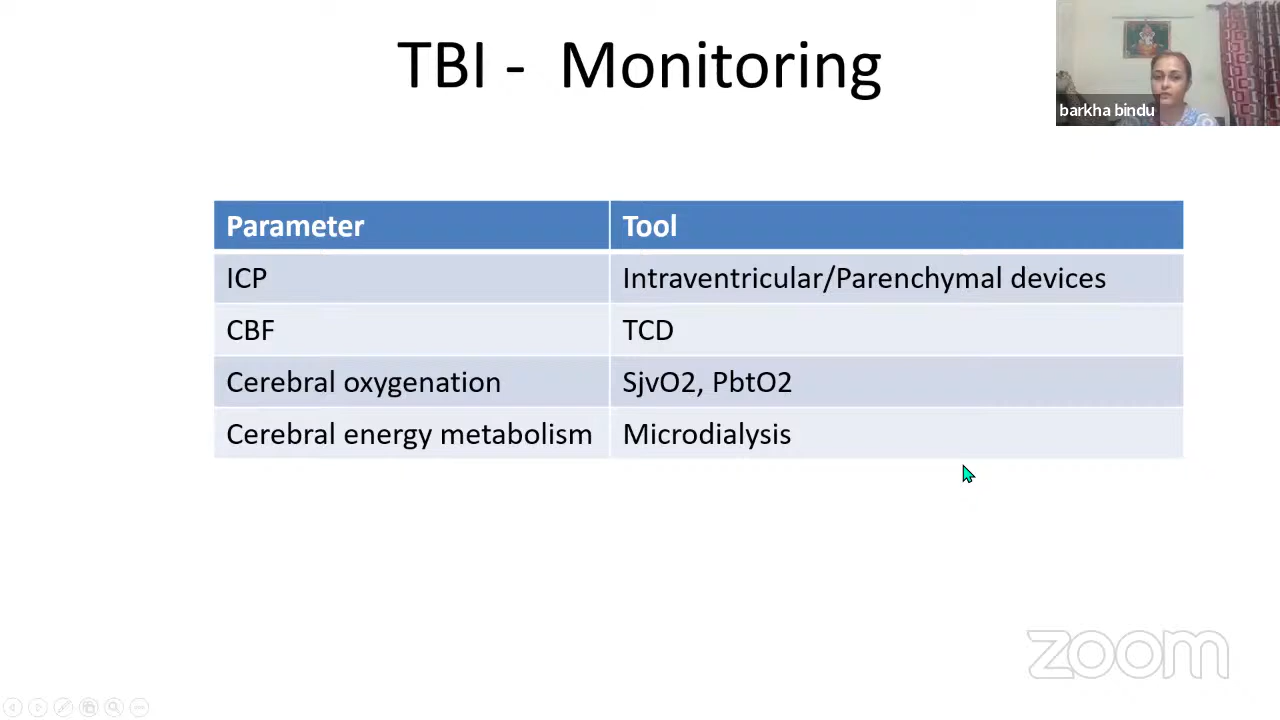 TBI - Monitoring
barkha bindu
Parameter Tool
ICP Intraventricular/Parenchymal devices
CBF TCD
Cerebral oxygenation SjvO2, PbtO2
Cerebral energy metabolism Microdialysis
zoom